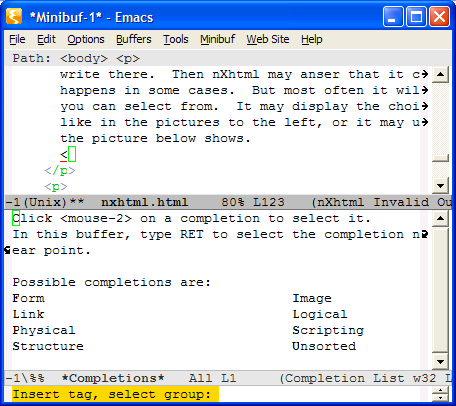 *Minibuf-1* - Emacs
File Edit Options Buffers Tools Minibuf Web Site Help
Path: <body> <p>
write there.  Then nXhtml may anser that it c
happens in some cases.  But most often it wil
you can select from.  It may display the choi
like in the pictures to the left, or it may u
the picture below shows.
<
</p>
<p>
-1(Unix)**  nxhtml.html    80% L123   (nXhtml Invalid Ou
Click <mouse-2> on a completion to select it.
In this buffer, type RET to select the completion n
ear point.
Possible completions are:
Form                               Image
Link                               Logical
Physical                           Scripting
Structure                          Unsorted
-1\%%  *Completions*   All L1     (Completion List w32 L
Insert tag, select group: